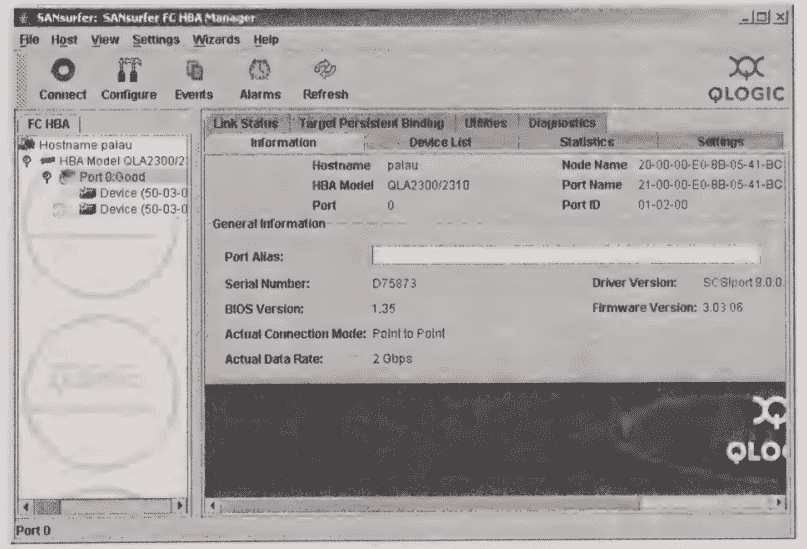 SANsurfer: SANsurfer FC HBA Manager
File Host View Settings Wizards Help
Connect Configure Events Alarms Refresh
QLOGIC
FC HBA
Hostname palau
HBA Model QLA2300/2
Port 0:Good
Device (50-03-0
Device (50-03-0
Link Status Target Persistent Binding Utilities Diagnostics
Information Device List Statistics Settings
Hostname palau Node Name 20-00-00-E0-8B-05-41-BC
HBA Model QLA2300/2310 Port Name 21-00-00-E0-8B-05-41-BC
Port 0 Port ID 01-02-00
General Information
Port Alias:
Serial Number: D75873 Driver Version: SCSIport 9.0.0.
BIOS Version: 1.35 Firmware Version: 3.03.06
Actual Connection Mode: Point to Point
Actual Data Rate: 2 Gbps
QLOGIC
Port 0